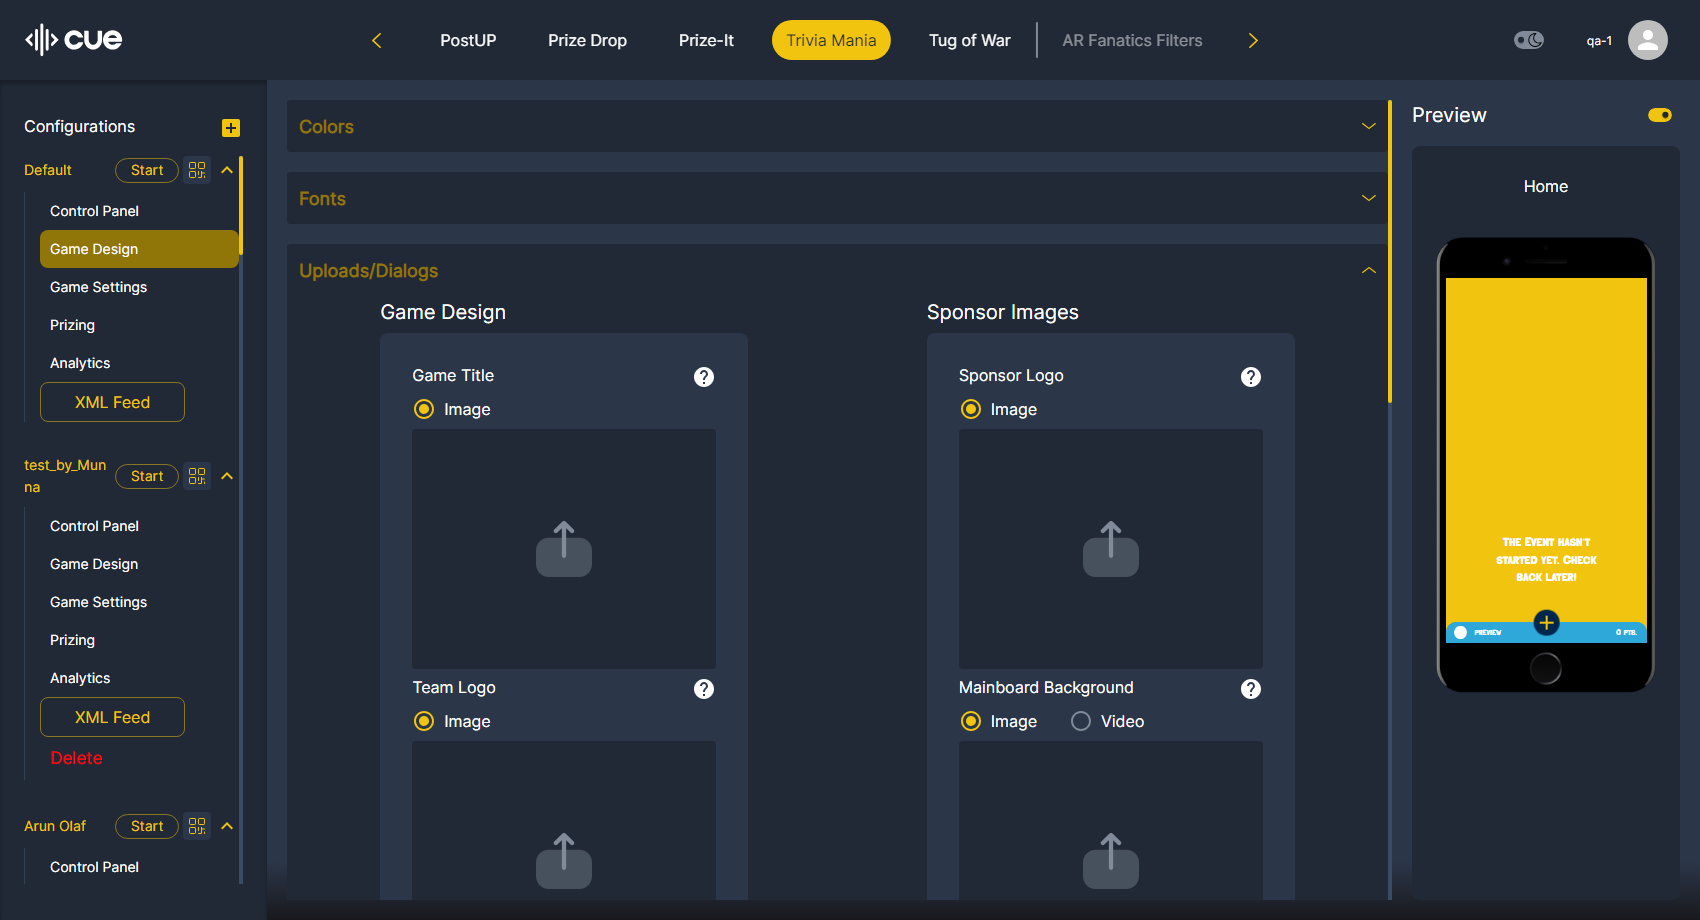 cue
PostUP
Prize Drop
Prize-It
Trivia Mania
Tug of War
AR Fanatics Filters
qa-1
Configurations
Default
Start
Control Panel
Game Design
Game Settings
Prizing
Analytics
XML Feed
test_by_Mun
na
Start
Control Panel
Game Design
Game Settings
Prizing
Analytics
XML Feed
Delete
Arun Olaf
Start
Control Panel
Colors
Fonts
Uploads/Dialogs
Game Design
Game Title
Image
Team Logo
Image
Sponsor Images
Sponsor Logo
Image
Mainboard Background
Image
Video
Preview
Home
The Event hasn't
started yet. Check
back later!
PREVIEW
0 PTS.